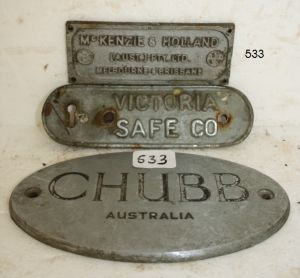 McKENZIE & HOLLAND
(AUST) PTY. LTD.
MELBOURNE & BRISBANE
533
VICTORIA
SAFE CO
533
CHUBB
AUSTRALIA